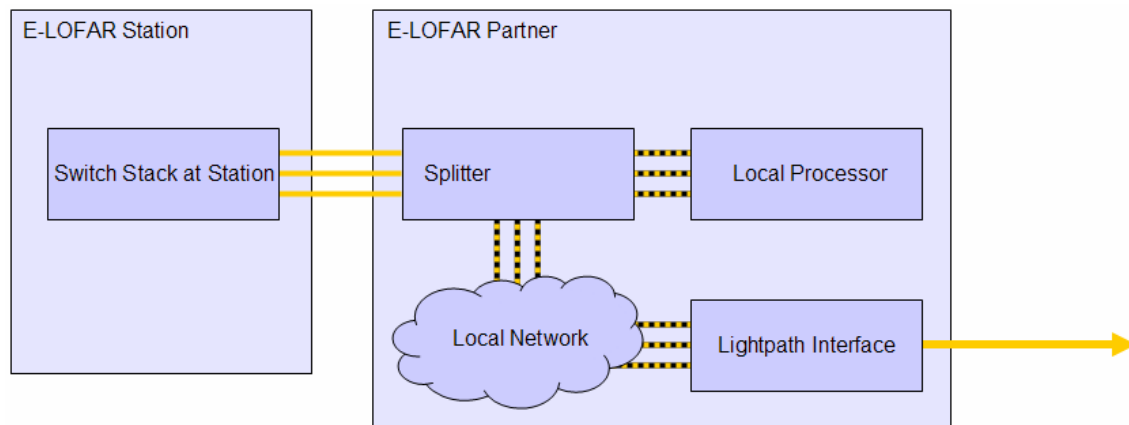 E-LOFAR Station
E-LOFAR Partner
Switch Stack at Station
Splitter
Local Processor
Local Network
Lightpath Interface